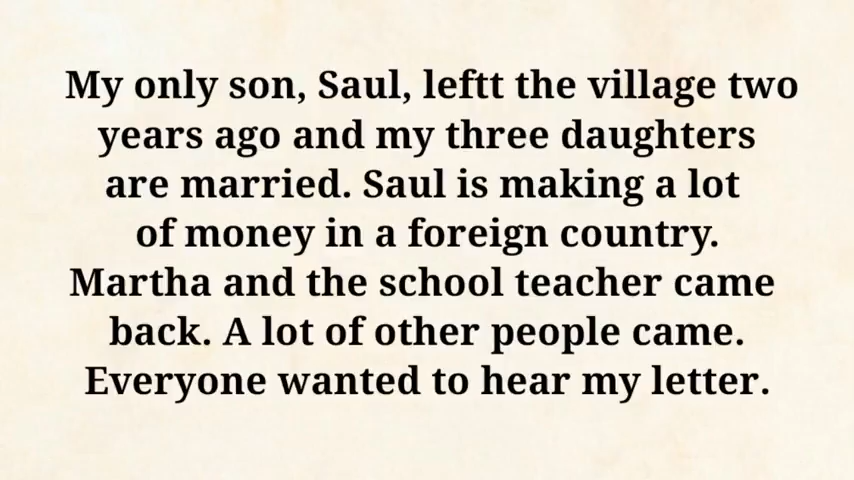 My only son, Saul, leftt the village two
years ago and my three daughters
are married. Saul is making a lot
of money in a foreign country.
Martha and the school teacher came
back. A lot of other people came.
Everyone wanted to hear my letter.